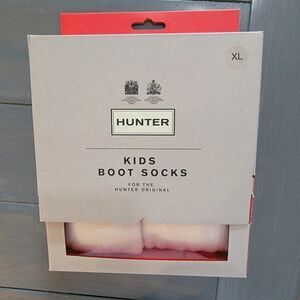 XL
HUNTER
KIDS
BOOT SOCKS
FOR THE
HUNTER ORIGINAL